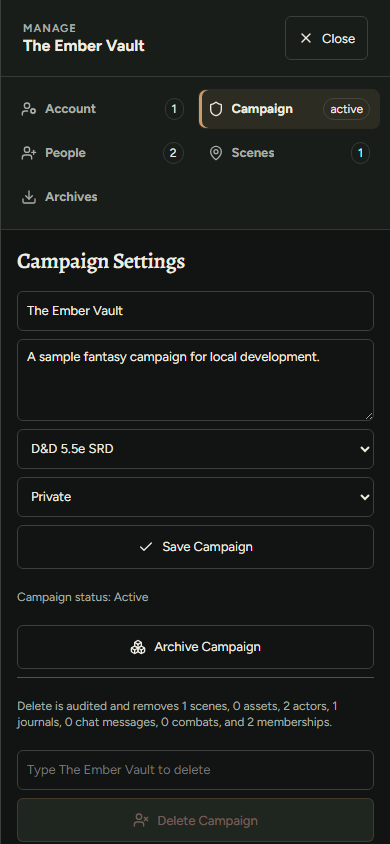 MANAGE
The Ember Vault
Close
Account 1
Campaign active
People 2
Scenes 1
Archives
Campaign Settings
The Ember Vault
A sample fantasy campaign for local development.
D&D 5.5e SRD
Private
Save Campaign
Campaign status: Active
Archive Campaign
Delete is audited and removes 1 scenes, 0 assets, 2 actors, 1
journals, 0 chat messages, 0 combats, and 2 memberships.
Type The Ember Vault to delete
Delete Campaign